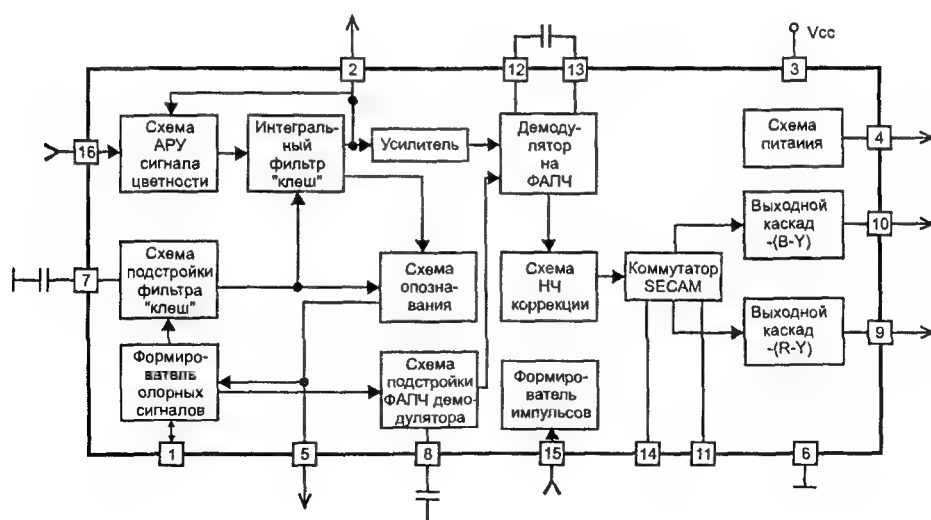 Vcc
2
12
13
3
Схема
АРУ
сигнала
цветности
16
Интеграль-
ный
фильтр
"клеш"
Усилитель
Демоду-
лятор
на
ФАПЧ
Схема
питания
4
Выходной
каскад
-(B-Y)
10
7
Схема
подстройки
фильтра
"клеш"
Схема
опозна-
вания
Схема
НЧ
коррекции
Коммутатор
SECAM
Выходной
каскад
-(R-Y)
9
Формиро-
ватель
олорных
сигналов
Схема
подстройки
ФАПЧ демо-
дулятора
Формиро-
ватель
импульсов
1
5
8
15
14
11
6